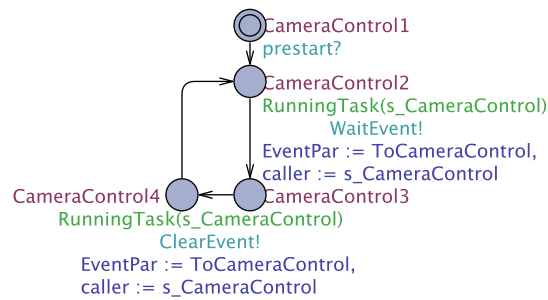 CameraControl1
prestart?
CameraControl2
RunningTask(s_CameraControl)
WaitEvent!
EventPar := ToCameraControl,
caller := s_CameraControl
CameraControl3
CameraControl4
RunningTask(s_CameraControl)
ClearEvent!
EventPar := ToCameraControl,
caller := s_CameraControl